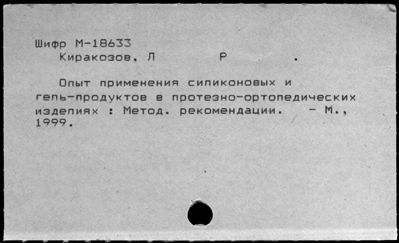 Шифр М-18633
Киракозов, Л Р .
Опыт применения силиконовых и
гель-продуктов в протезно-ортопедических
изделиях : Метод. рекомендации. - М.,
1999.